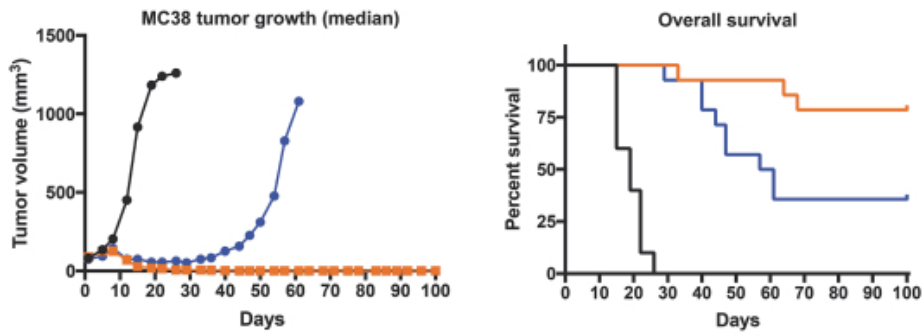 MC38 tumor growth (median)
Tumor volume (mm³)
1500
1000
500
0
0 10 20 30 40 50 60 70 80 90 100
Days
Overall survival
Percent survival
100
75
50
25
0
0 10 20 30 40 50 60 70 80 90 100
Days